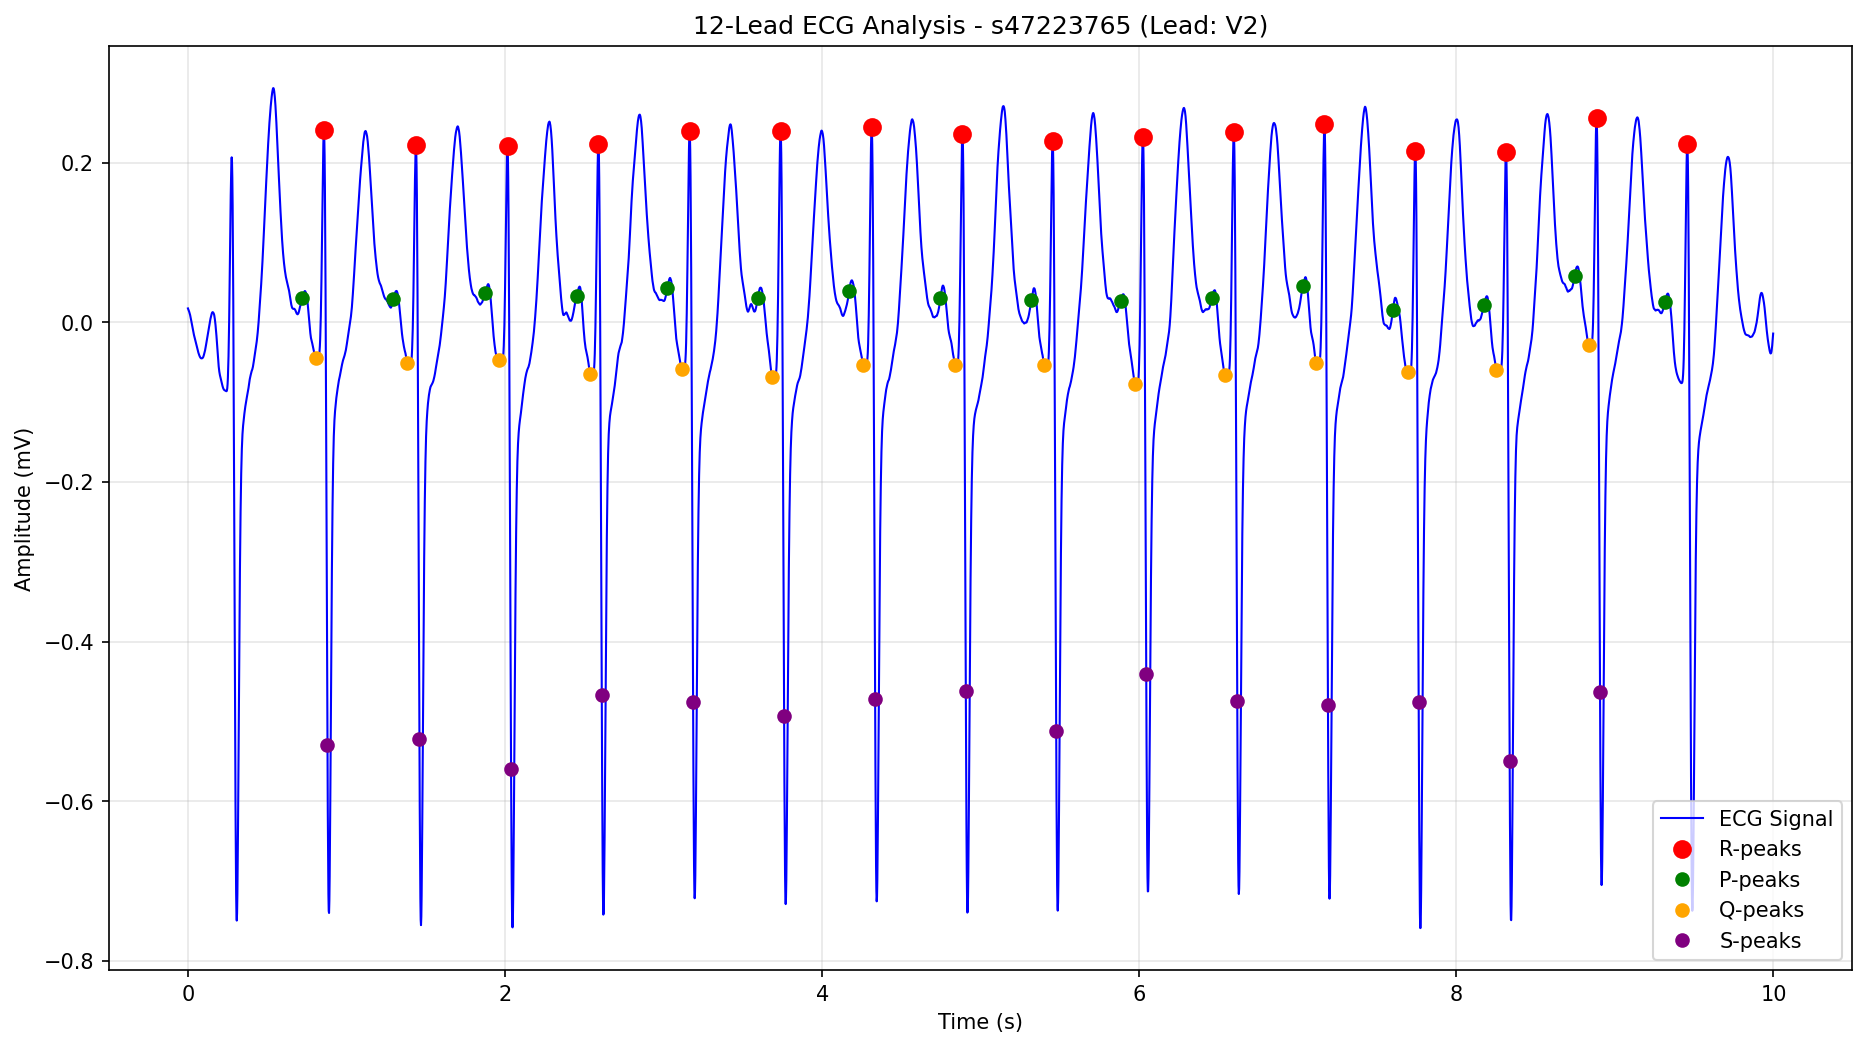 12-Lead ECG Analysis - s47223765 (Lead: V2)
Amplitude (mV)
0.2
0.0
−0.2
−0.4
−0.6
−0.8
0 2 4 6 8 10
Time (s)
ECG Signal
R-peaks
P-peaks
Q-peaks
S-peaks